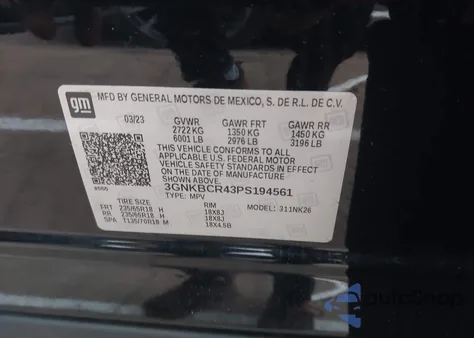 gm
MFD BY GENERAL MOTORS DE MEXICO, S. DE R.L. DE C.V.
03/23 GVWR GAWR FRT GAWR RR
2722 KG 1350 KG 1450 KG
6001 LB 2976 LB 3196 LB
THIS VEHICLE CONFORMS TO ALL
APPLICABLE U.S. FEDERAL MOTOR
VEHICLE SAFETY STANDARDS IN EFFECT
ON THE DATE OF MANUFACTURE SHOWN ABOVE.
3GNKBCR43PS194561
TYPE: MPV MODEL: 311NK26
TIRE SIZE RIM
FRT 235/65R18 H 18X8J
RR 235/65R18 H 18X8J
SPA T135/70R18 M 18X4.5B
AutoSnap